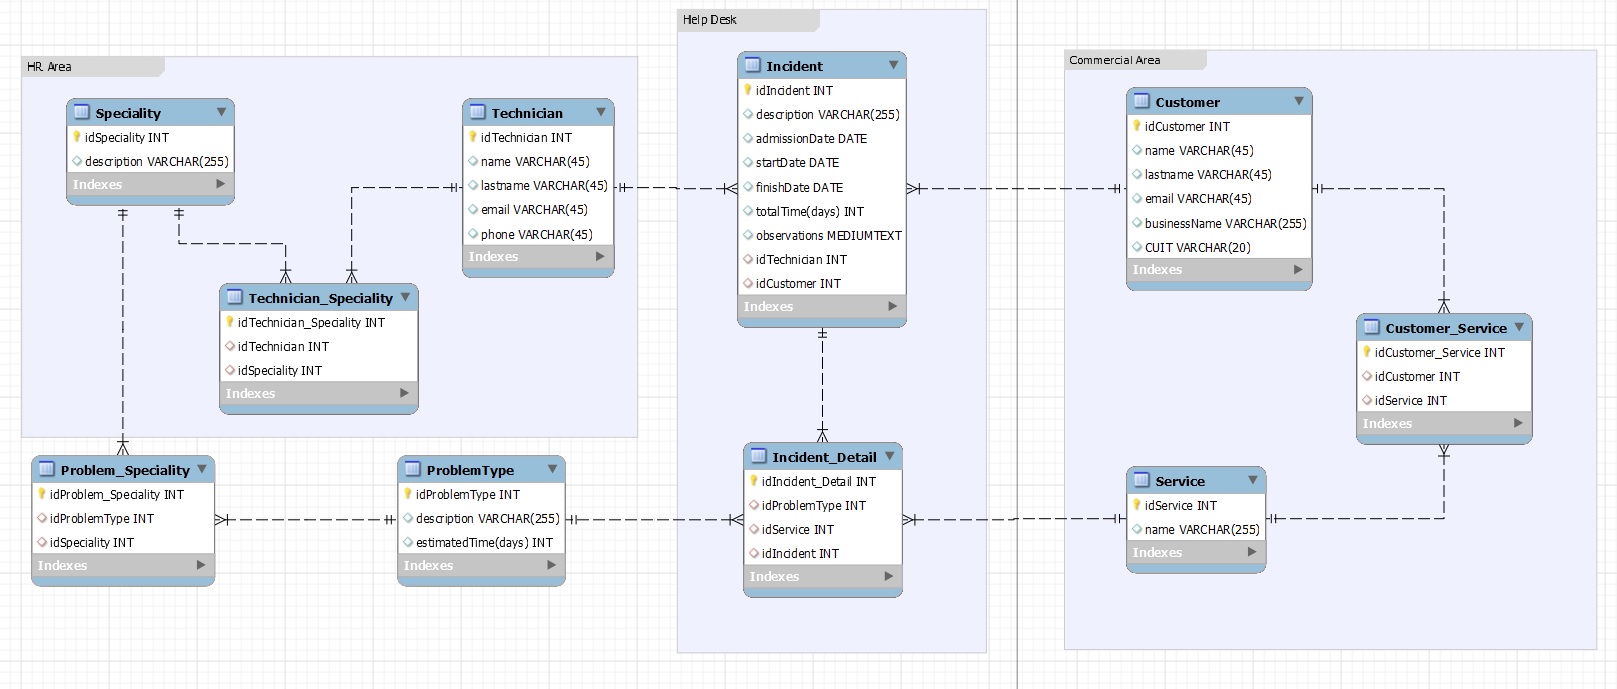 HR Area
Speciality
idSpeciality INT
description VARCHAR(255)
Indexes
Technician
idTechnician INT
name VARCHAR(45)
lastname VARCHAR(45)
email VARCHAR(45)
phone VARCHAR(45)
Indexes
Technician_Speciality
idTechnician_Speciality INT
idTechnician INT
idSpeciality INT
Indexes
Problem_Speciality
idProblem_Speciality INT
idProblemType INT
idSpeciality INT
Indexes
ProblemType
idProblemType INT
description VARCHAR(255)
estimatedTime(days) INT
Indexes
Help Desk
Incident
idIncident INT
description VARCHAR(255)
admissionDate DATE
startDate DATE
finishDate DATE
totalTime(days) INT
observations MEDIUMTEXT
idTechnician INT
idCustomer INT
Indexes
Incident_Detail
idIncident_Detail INT
idProblemType INT
idService INT
idIncident INT
Indexes
Commercial Area
Customer
idCustomer INT
name VARCHAR(45)
lastname VARCHAR(45)
email VARCHAR(45)
businessName VARCHAR(255)
CUIT VARCHAR(20)
Indexes
Customer_Service
idCustomer_Service INT
idCustomer INT
idService INT
Indexes
Service
idService INT
name VARCHAR(255)
Indexes